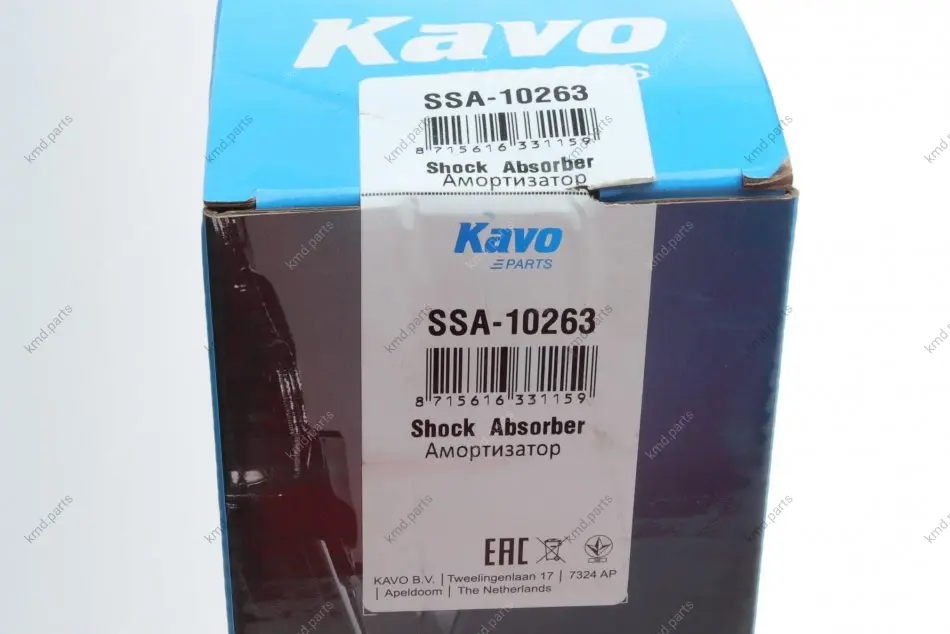 Kavo
SSA-10263
8 715616 331159
Shock Absorber
Амортизатор
Kavo
PARTS
SSA-10263
8 715616 331159
Shock Absorber
Амортизатор
EAC
KAVO B.V. | Tweelingenlaan 17 | 7324 AP
| Apeldoorn | The Netherlands
kmd.parts